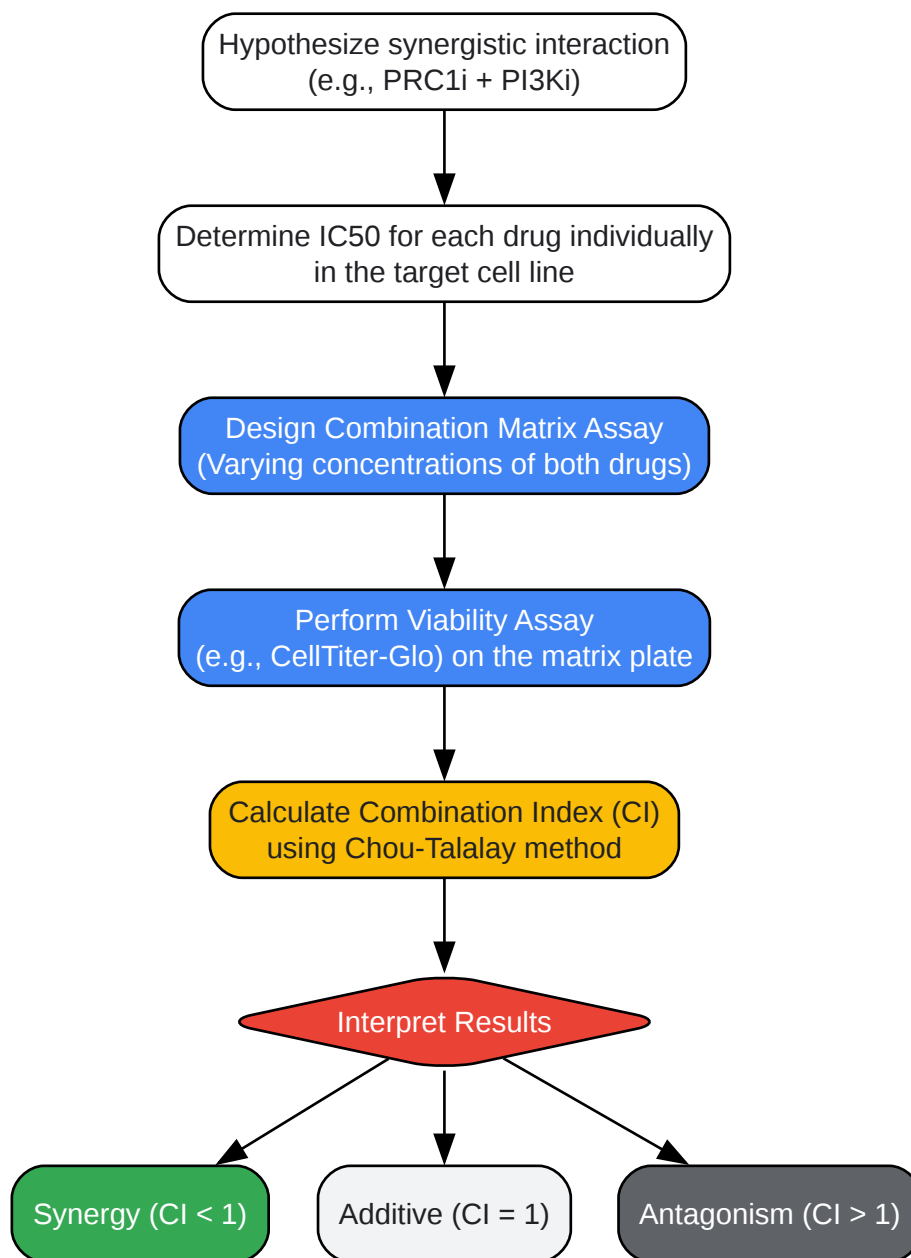 Hypothesize synergistic interaction
(e.g., PRC1i + PI3Ki)
Determine IC50 for each drug individually
in the target cell line
Design Combination Matrix Assay
(Varying concentrations of both drugs)
Perform Viability Assay
(e.g., CellTiter-Glo) on the matrix plate
Calculate Combination Index (CI)
using Chou-Talalay method
Interpret Results
Synergy (CI < 1)
Additive (CI = 1)
Antagonism (CI > 1)